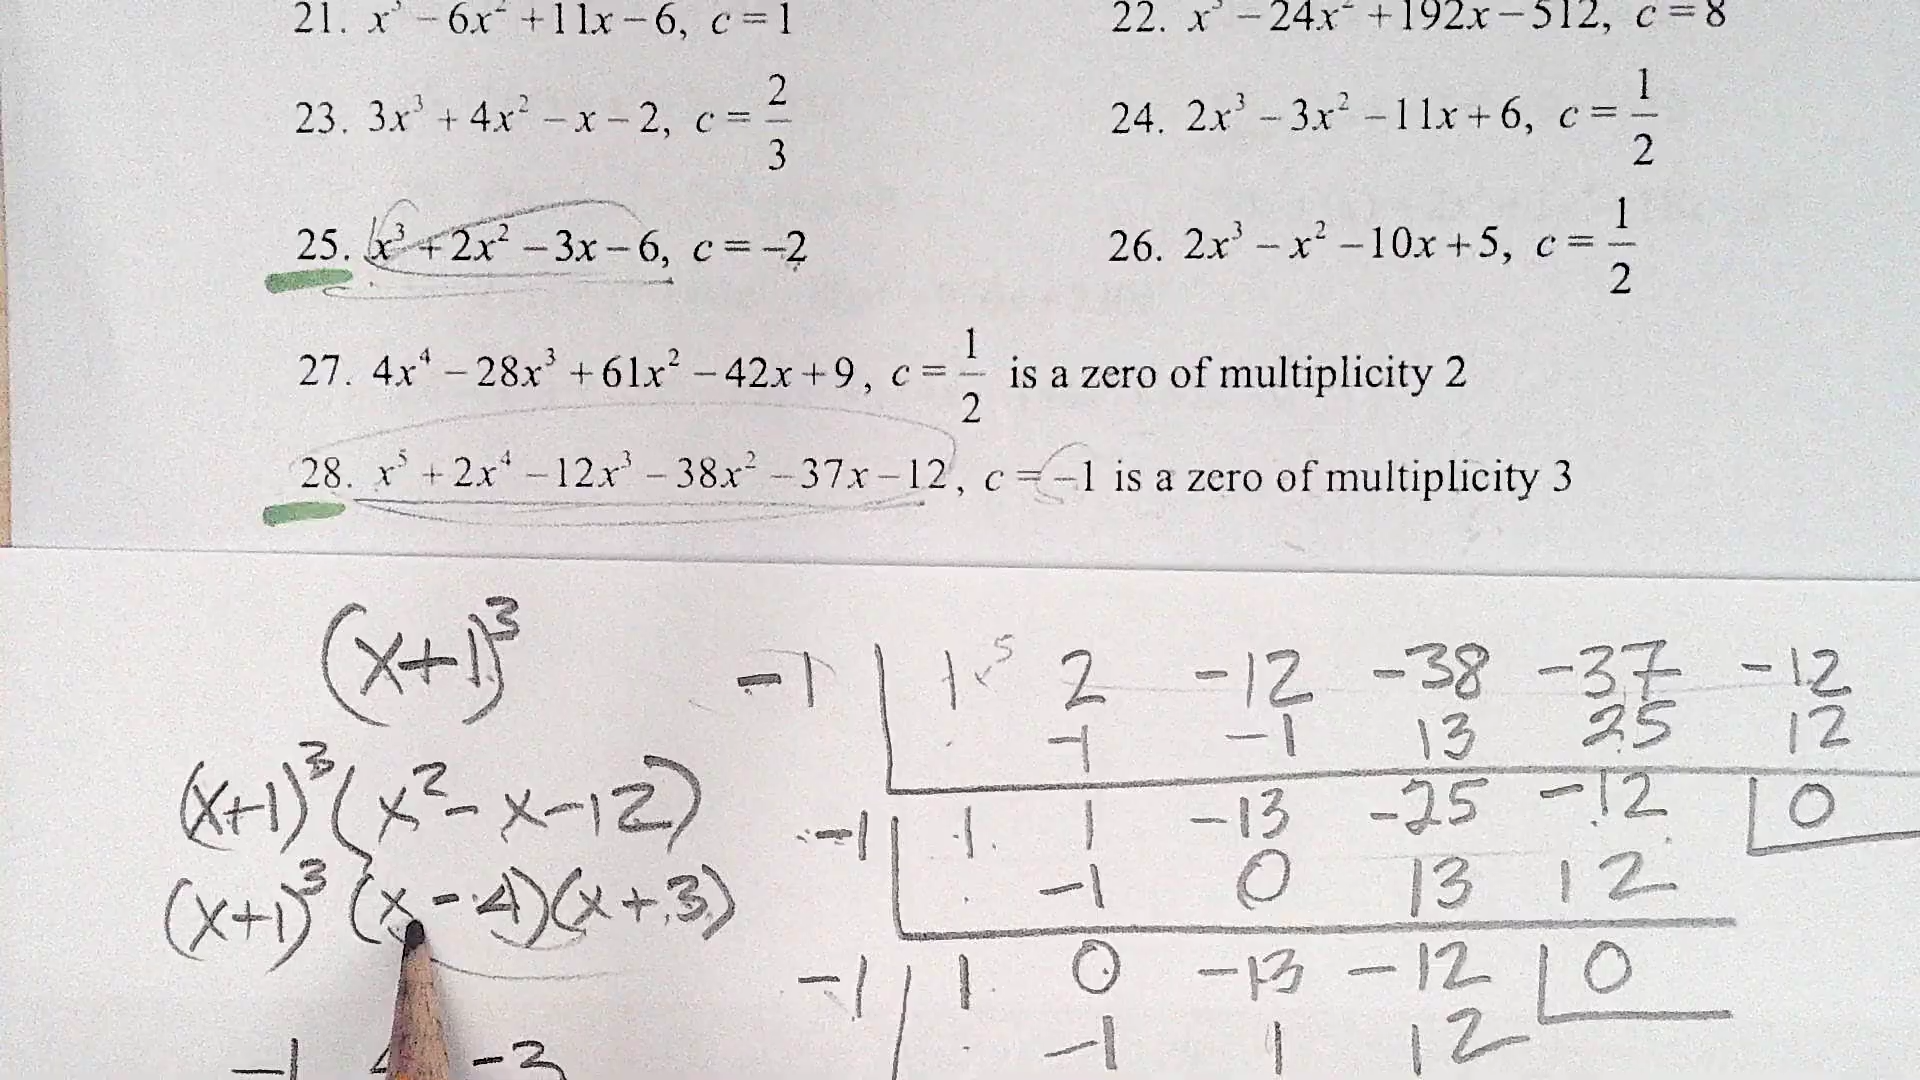 21. x³ − 6x² + 11x − 6, c = 1
22. x³ − 24x² + 192x − 512, c = 8
23. 3x³ + 4x² − x − 2, c = 2/3
24. 2x³ − 3x² − 11x + 6, c = 1/2
25. x³ + 2x² − 3x − 6, c = −2
26. 2x³ − x² − 10x + 5, c = 1/2
27. 4x⁴ − 28x³ + 61x² − 42x + 9, c = 1/2 is a zero of multiplicity 2
28. x⁵ + 2x⁴ − 12x³ − 38x² − 37x − 12, c = −1 is a zero of multiplicity 3
(x+1)³
(x+1)³(x² − x − 12)
(x+1)³(x − 4)(x + 3)
−1 4 −3
−1 | 1 x⁵ 2 −12 −38 −37 −12
−1 −1 13 25 12
−1 | 1 1 −13 −25 −12 | 0
−1 0 13 12
−1 | 1 0 −13 −12 | 0
−1 1 12